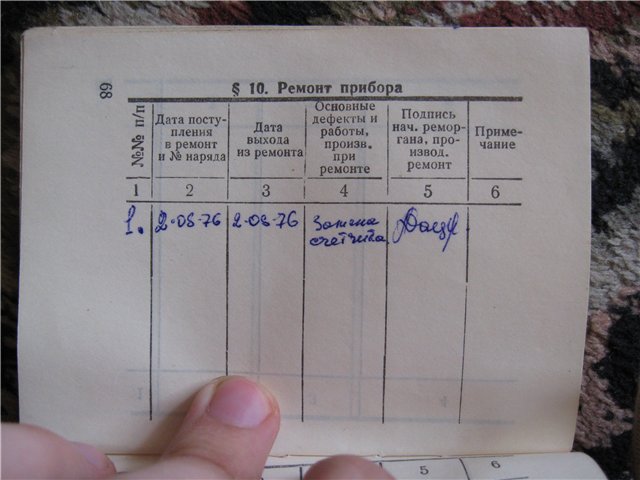 68
§ 10. Ремонт прибора
№№ п/п
Дата посту-
пления
в ремонт
и № наряда
Дата
выхода
из ремонта
Основные
дефекты и
работы,
произв.
при
ремонте
Подпись
нач. ремор-
гана, про-
извод.
ремонт
Приме-
чание
1 2 3 4 5 6
1. 2-08-76 2-08-76 Замена
счетчика
5 6